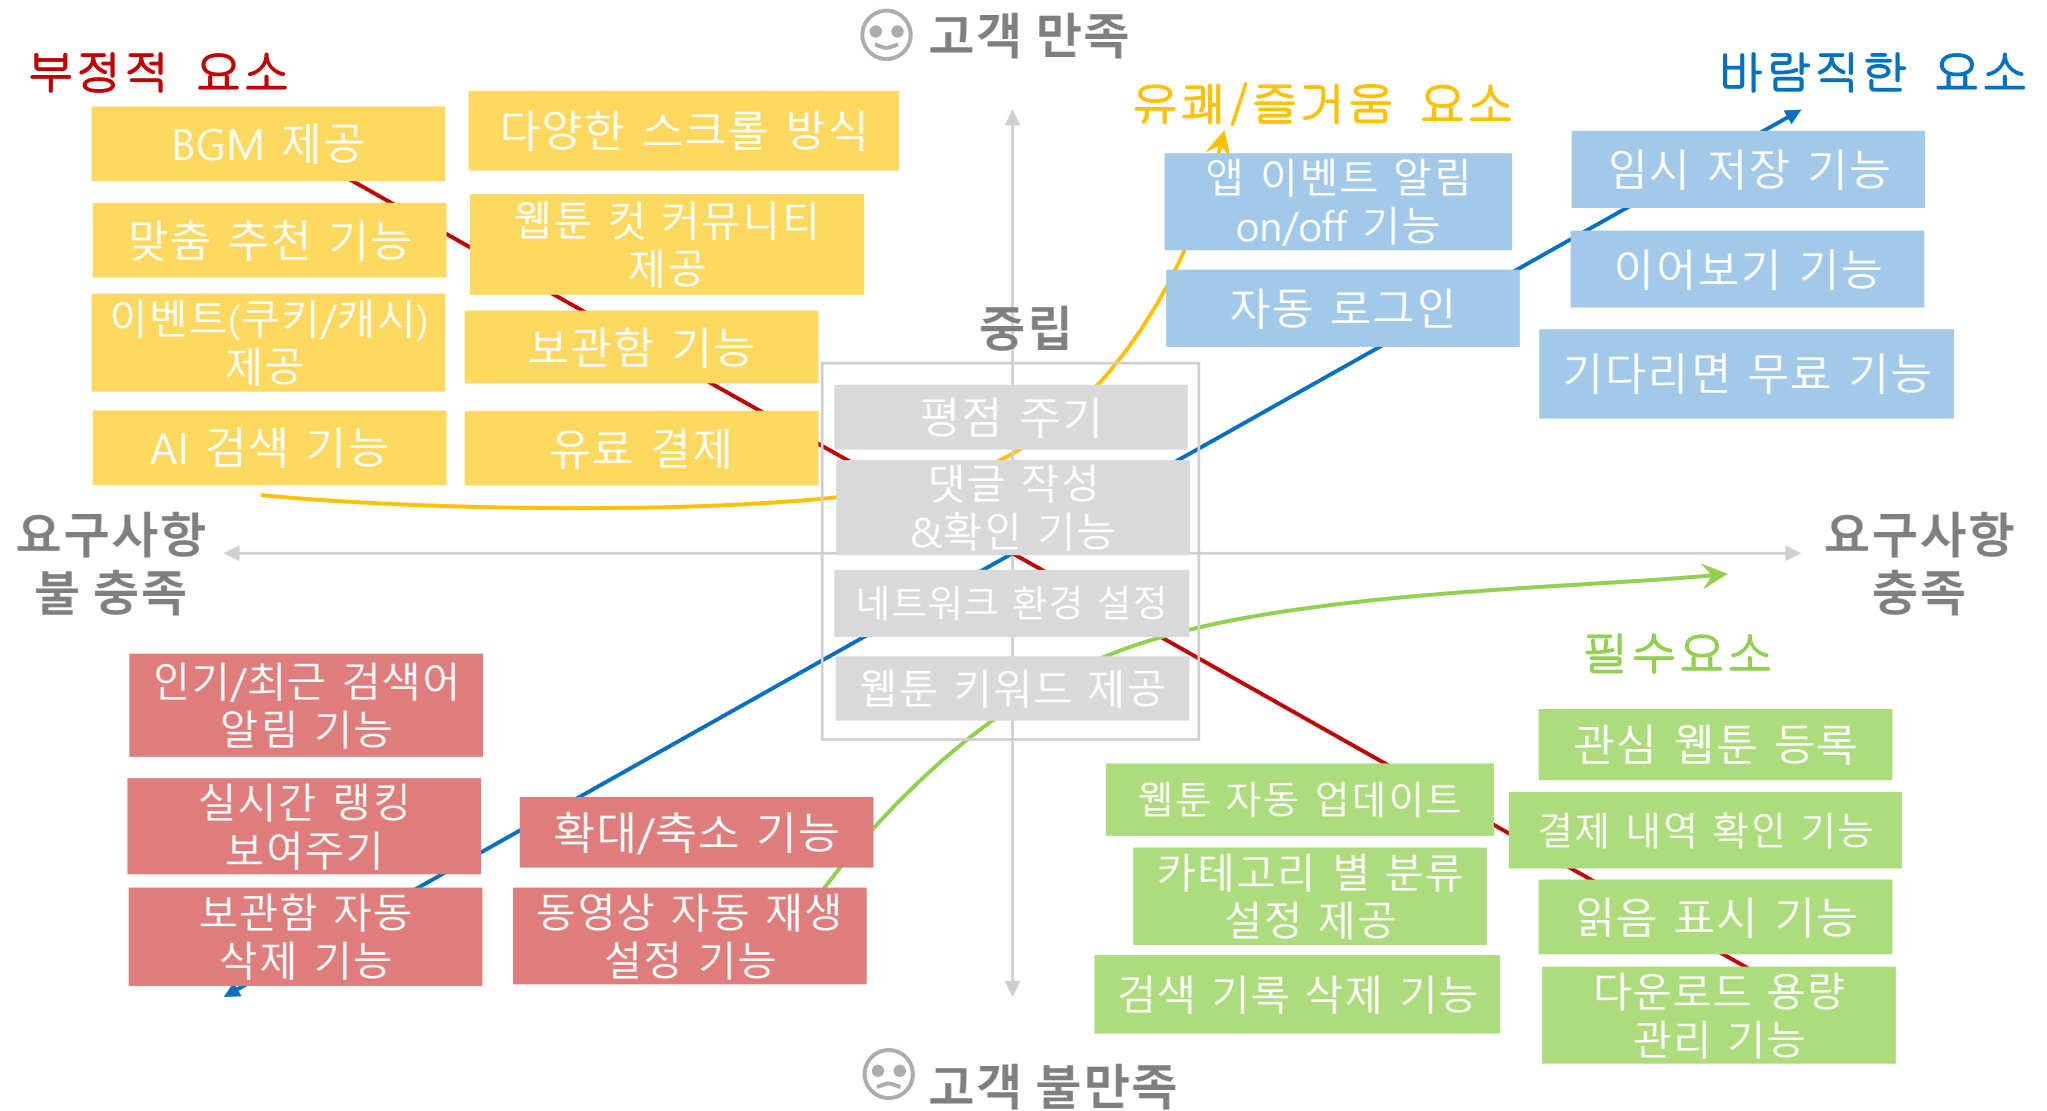 고객 만족
부정적 요소
유쾌/즐거움 요소
바람직한 요소
BGM 제공
다양한 스크롤 방식
맞춤 추천 기능
웹툰 컷 커뮤니티
제공
이벤트(쿠키/캐시)
제공
보관함 기능
AI 검색 기능
유료 결제
앱 이벤트 알림
on/off 기능
자동 로그인
임시 저장 기능
이어보기 기능
기다리면 무료 기능
중립
평점 주기
댓글 작성
&확인 기능
네트워크 환경 설정
웹툰 키워드 제공
요구사항
불 충족
요구사항
충족
필수요소
인기/최근 검색어
알림 기능
실시간 랭킹
보여주기
보관함 자동
삭제 기능
확대/축소 기능
동영상 자동 재생
설정 기능
웹툰 자동 업데이트
카테고리 별 분류
설정 제공
검색 기록 삭제 기능
관심 웹툰 등록
결제 내역 확인 기능
읽음 표시 기능
다운로드 용량
관리 기능
고객 불만족